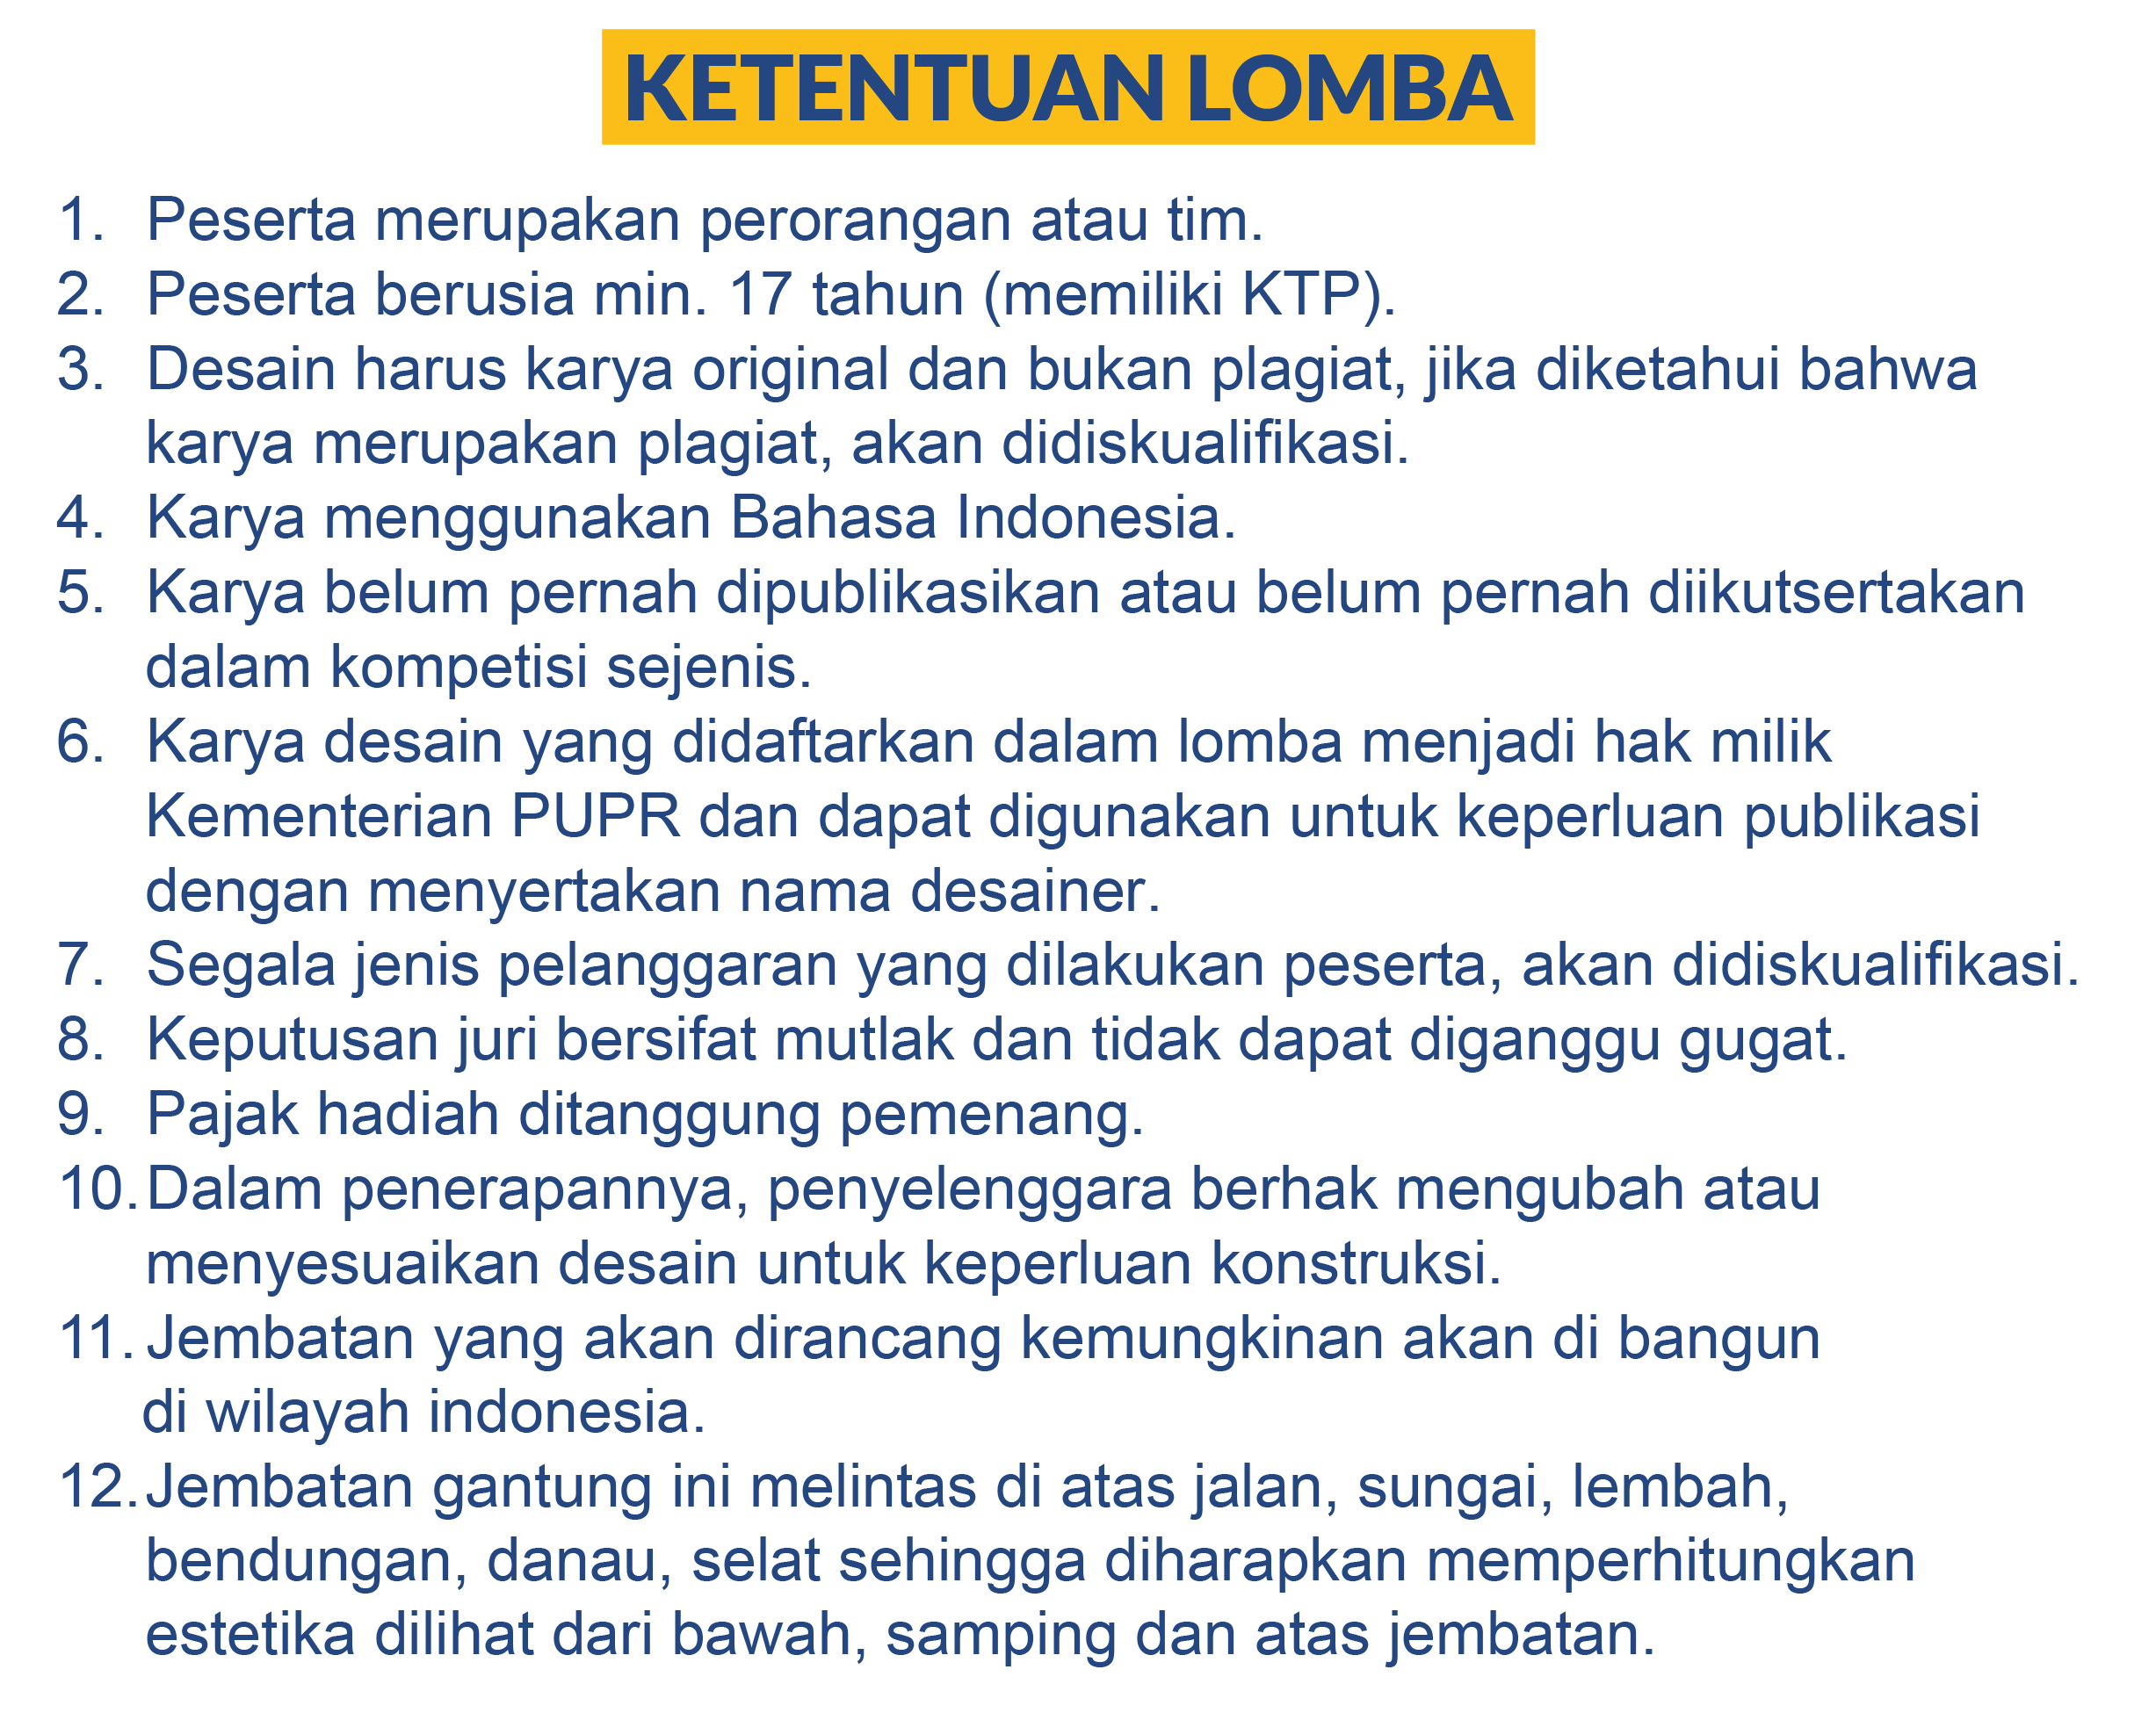 KETENTUAN LOMBA
1. Peserta merupakan perorangan atau tim.
2. Peserta berusia min. 17 tahun (memiliki KTP).
3. Desain harus karya original dan bukan plagiat, jika diketahui bahwa
karya merupakan plagiat, akan didiskualifikasi.
4. Karya menggunakan Bahasa Indonesia.
5. Karya belum pernah dipublikasikan atau belum pernah diikutsertakan
dalam kompetisi sejenis.
6. Karya desain yang didaftarkan dalam lomba menjadi hak milik
Kementerian PUPR dan dapat digunakan untuk keperluan publikasi
dengan menyertakan nama desainer.
7. Segala jenis pelanggaran yang dilakukan peserta, akan didiskualifikasi.
8. Keputusan juri bersifat mutlak dan tidak dapat diganggu gugat.
9. Pajak hadiah ditanggung pemenang.
10. Dalam penerapannya, penyelenggara berhak mengubah atau
menyesuaikan desain untuk keperluan konstruksi.
11. Jembatan yang akan dirancang kemungkinan akan di bangun
di wilayah indonesia.
12. Jembatan gantung ini melintas di atas jalan, sungai, lembah,
bendungan, danau, selat sehingga diharapkan memperhitungkan
estetika dilihat dari bawah, samping dan atas jembatan.